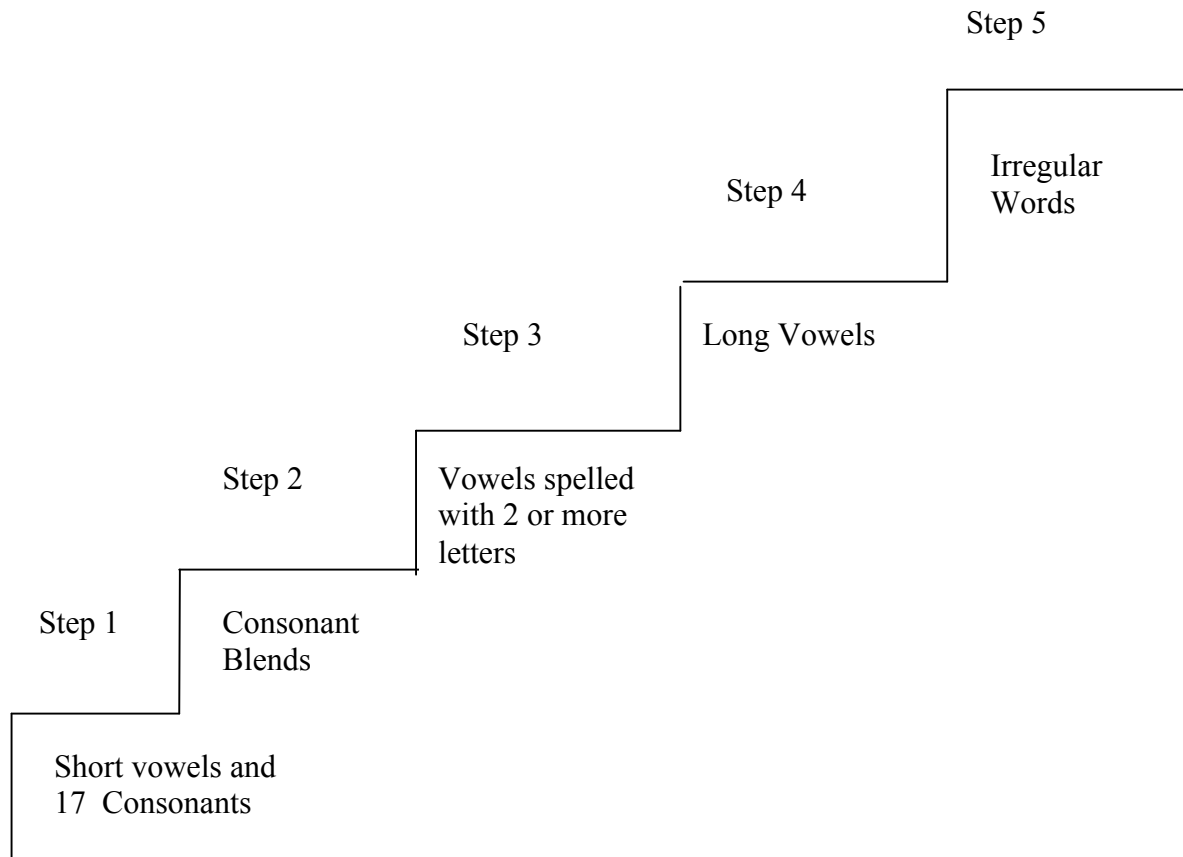 Step 5
Irregular
Words
Step 4
Long Vowels
Step 3
Vowels spelled
with 2 or more
letters
Step 2
Consonant
Blends
Step 1
Short vowels and
17 Consonants